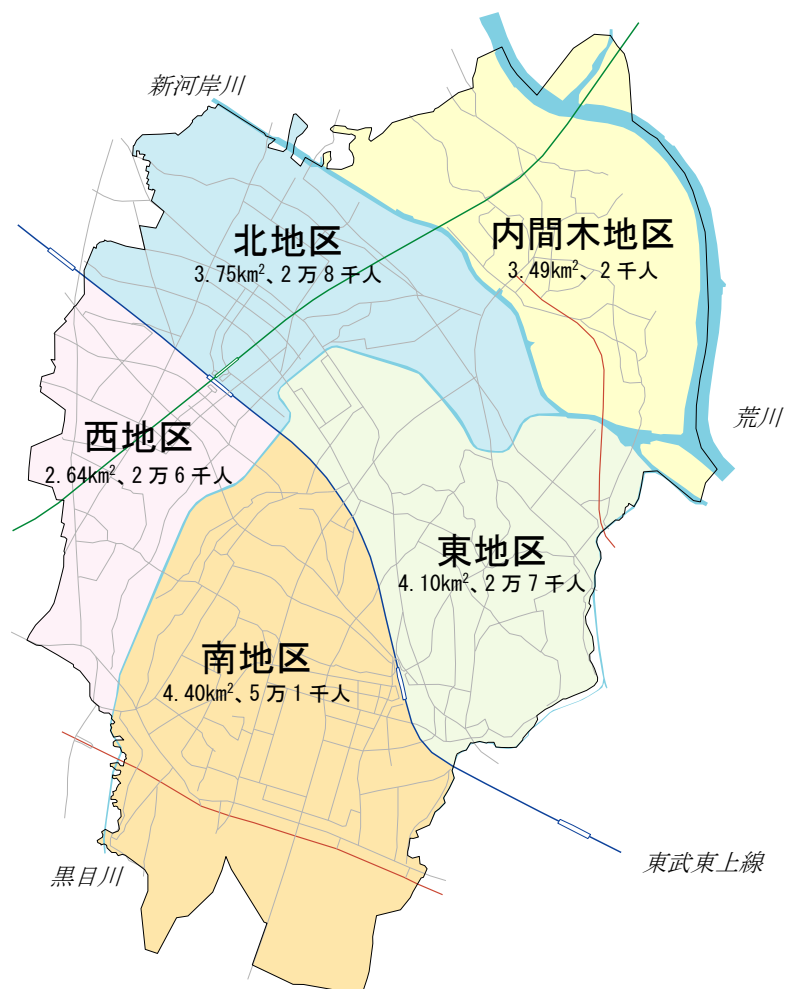 新河岸川
北地区
3.75km²、2万8千人
内間木地区
3.49km²、2千人
荒川
西地区
2.64km²、2万6千人
東地区
4.10km²、2万7千人
南地区
4.40km²、5万1千人
東武東上線
黒目川